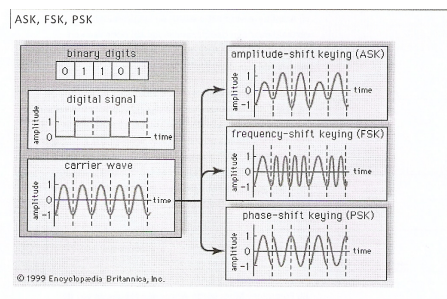 ASK, FSK, PSK
binary digits
0 1 1 0 1
digital signal
amplitude
1
0
time
carrier wave
amplitude
1
0
-1
time
amplitude-shift keying (ASK)
amplitude
1
0
-1
time
frequency-shift keying (FSK)
amplitude
1
0
-1
time
phase-shift keying (PSK)
amplitude
1
0
-1
time
© 1999 Encyclopædia Britannica, Inc.